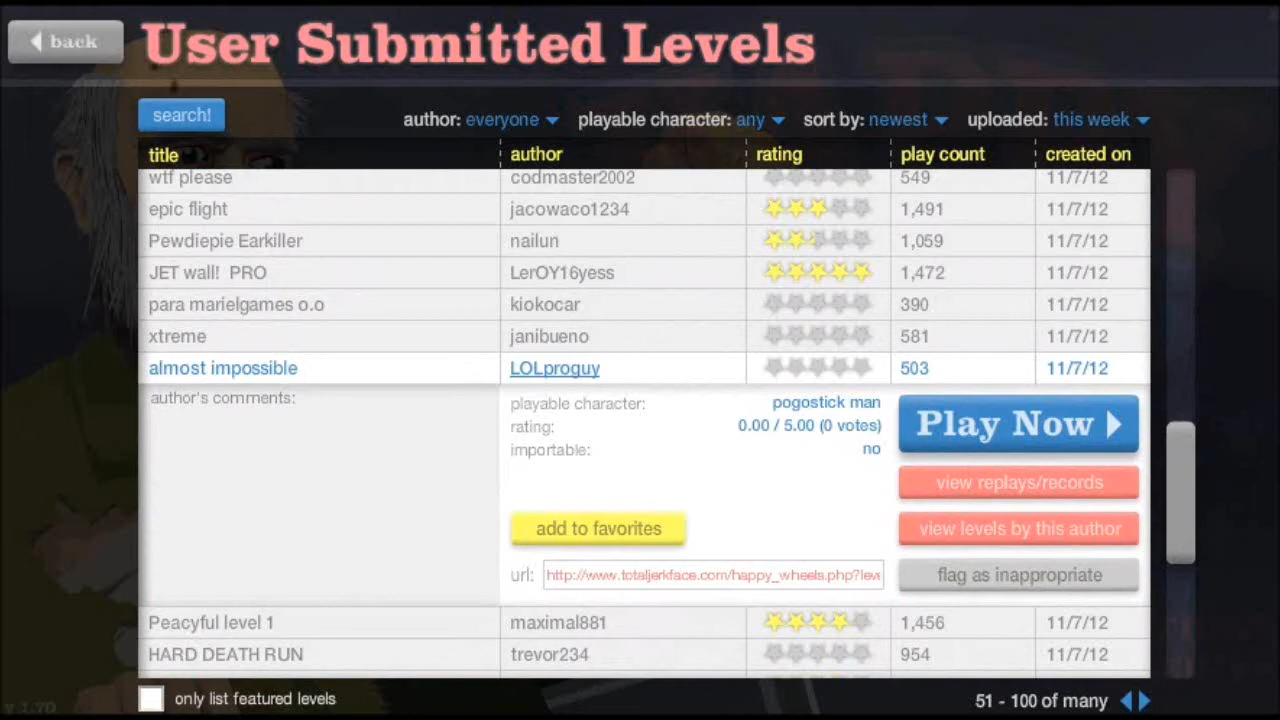 back
User Submitted Levels
search!
author: everyone playable character: any sort by: newest uploaded: this week
title author rating play count created on
wtf please codmaster2002 549 11/7/12
epic flight jacowaco1234 1,491 11/7/12
Pewdiepie Earkiller nailun 1,059 11/7/12
JET wall! PRO LerOY16yess 1,472 11/7/12
para marielgames o.o kiokocar 390 11/7/12
xtreme janibueno 581 11/7/12
almost impossible LOLproguy 503 11/7/12
author's comments:
playable character: pogostick man
rating: 0.00 / 5.00 (0 votes)
importable: no
Play Now
view replays/records
add to favorites
view levels by this author
url: http://www.totaljerkface.com/happy_wheels.php?leve
flag as inappropriate
Peacyful level 1 maximal881 1,456 11/7/12
HARD DEATH RUN trevor234 954 11/7/12
only list featured levels
51 - 100 of many
v 1.70